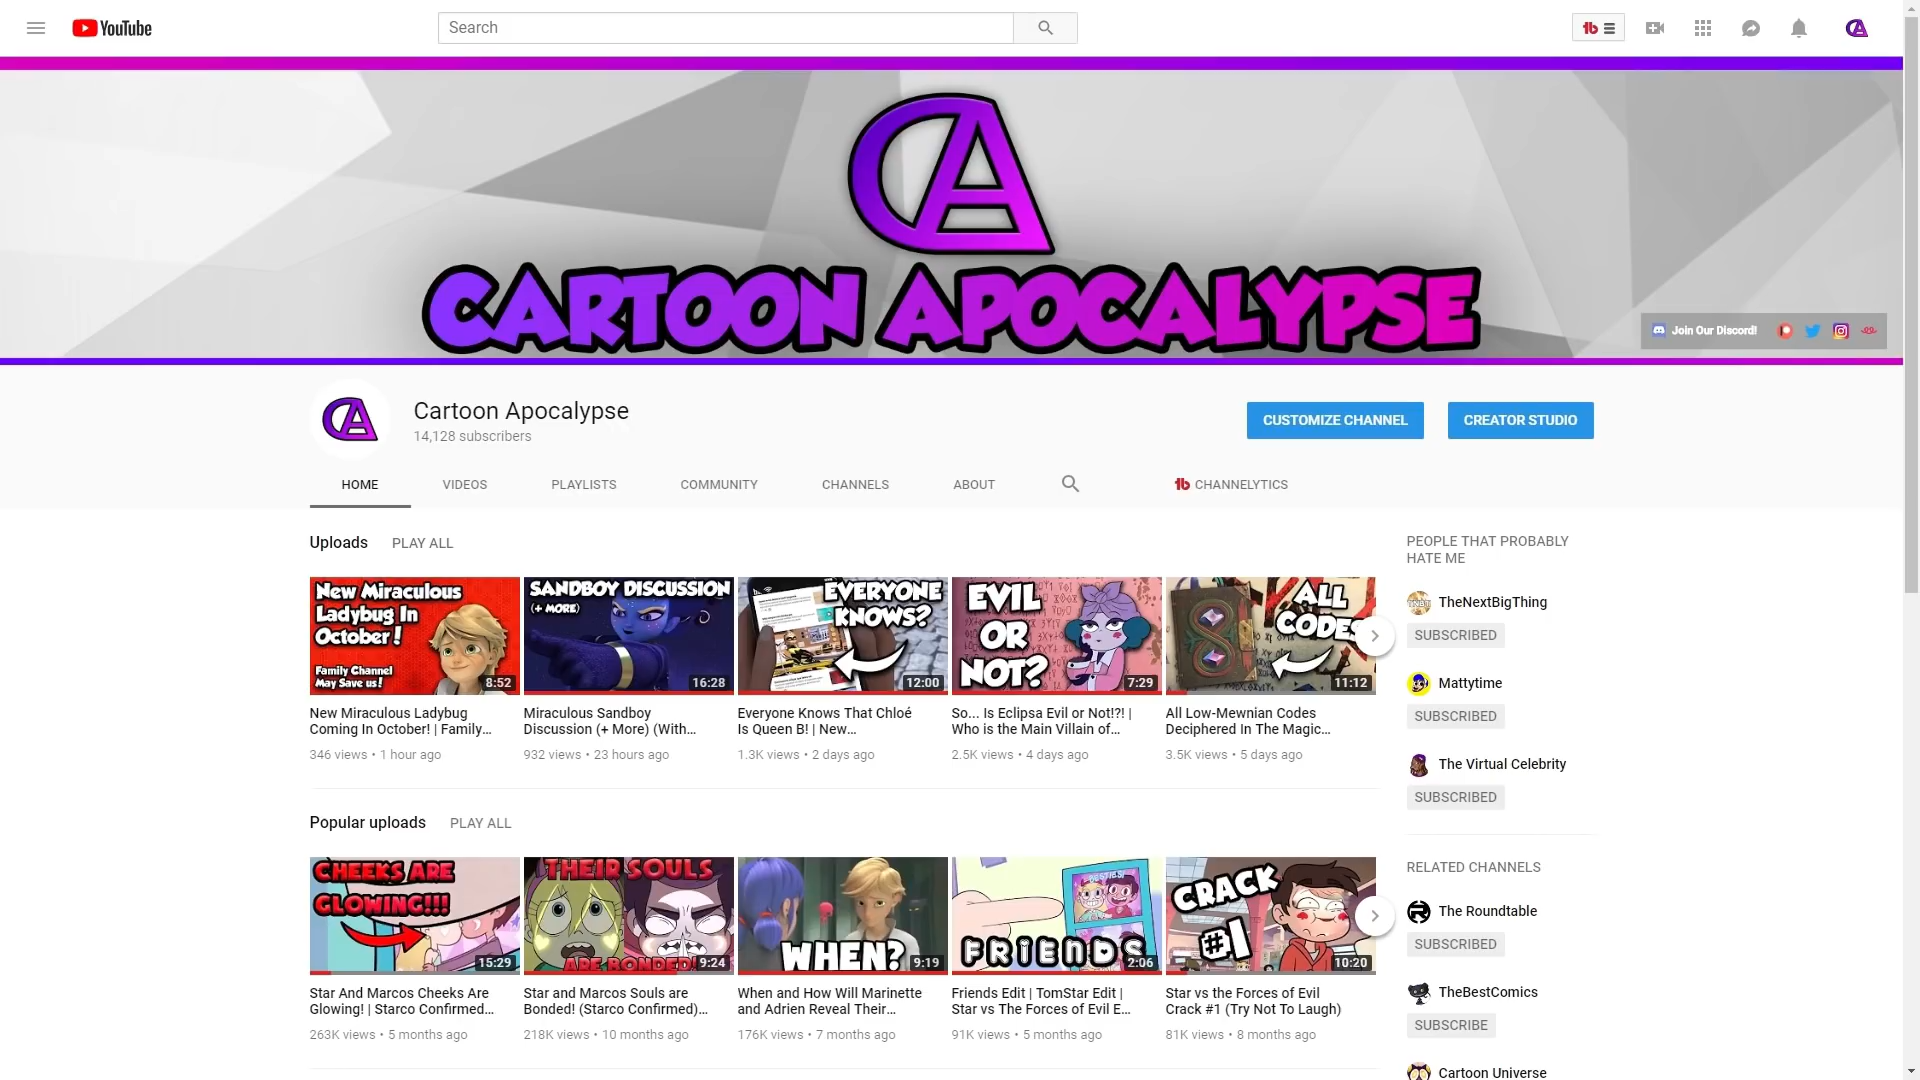 YouTube
Search
CA
CARTOON APOCALYPSE
Join Our Discord!
Cartoon Apocalypse
14,128 subscribers
CUSTOMIZE CHANNEL
CREATOR STUDIO
HOME
VIDEOS
PLAYLISTS
COMMUNITY
CHANNELS
ABOUT
CHANNELYTICS
Uploads
PLAY ALL
New Miraculous
Ladybug In
October!
Family Channel
May Save us!
8:52
SANDBOY DISCUSSION
(+ MORE)
16:28
EVERYONE
KNOWS?
12:00
EVIL
OR
NOT?
7:29
ALL
CODES
11:12
New Miraculous Ladybug
Coming In October! | Family...
346 views • 1 hour ago
Miraculous Sandboy
Discussion (+ More) (With...
932 views • 23 hours ago
Everyone Knows That Chloé
Is Queen B! | New...
1.3K views • 2 days ago
So... Is Eclipsa Evil or Not!?! |
Who is the Main Villain of...
2.5K views • 4 days ago
All Low-Mewnian Codes
Deciphered In The Magic...
3.5K views • 5 days ago
Popular uploads
PLAY ALL
CHEEKS ARE
GLOWING!!!
15:29
THEIR SOULS
ARE BONDED!
9:24
WHEN?
9:19
FRIENDS
2:06
CRACK
#1
10:20
Star And Marcos Cheeks Are
Glowing! | Starco Confirmed...
263K views • 5 months ago
Star and Marcos Souls are
Bonded! (Starco Confirmed)...
218K views • 10 months ago
When and How Will Marinette
and Adrien Reveal Their...
176K views • 7 months ago
Friends Edit | TomStar Edit |
Star vs The Forces of Evil E...
91K views • 5 months ago
Star vs the Forces of Evil
Crack #1 (Try Not To Laugh)
81K views • 8 months ago
PEOPLE THAT PROBABLY
HATE ME
TheNextBigThing
SUBSCRIBED
Mattytime
SUBSCRIBED
The Virtual Celebrity
SUBSCRIBED
RELATED CHANNELS
The Roundtable
SUBSCRIBED
TheBestComics
SUBSCRIBE
Cartoon Universe